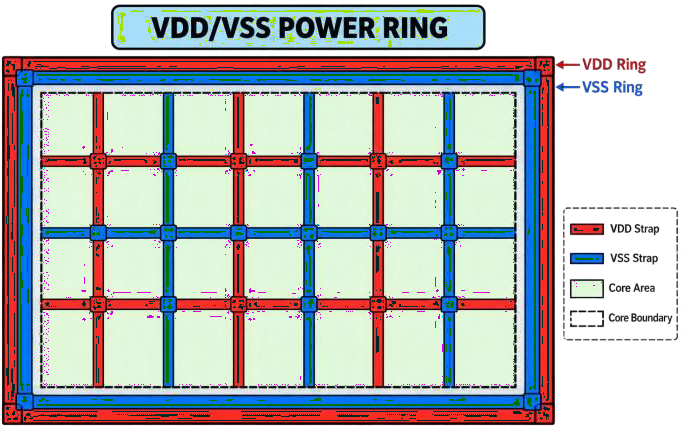 VDD/VSS POWER RING
VDD Ring
VSS Ring
VDD Strap
VSS Strap
Core Area
Core Boundary